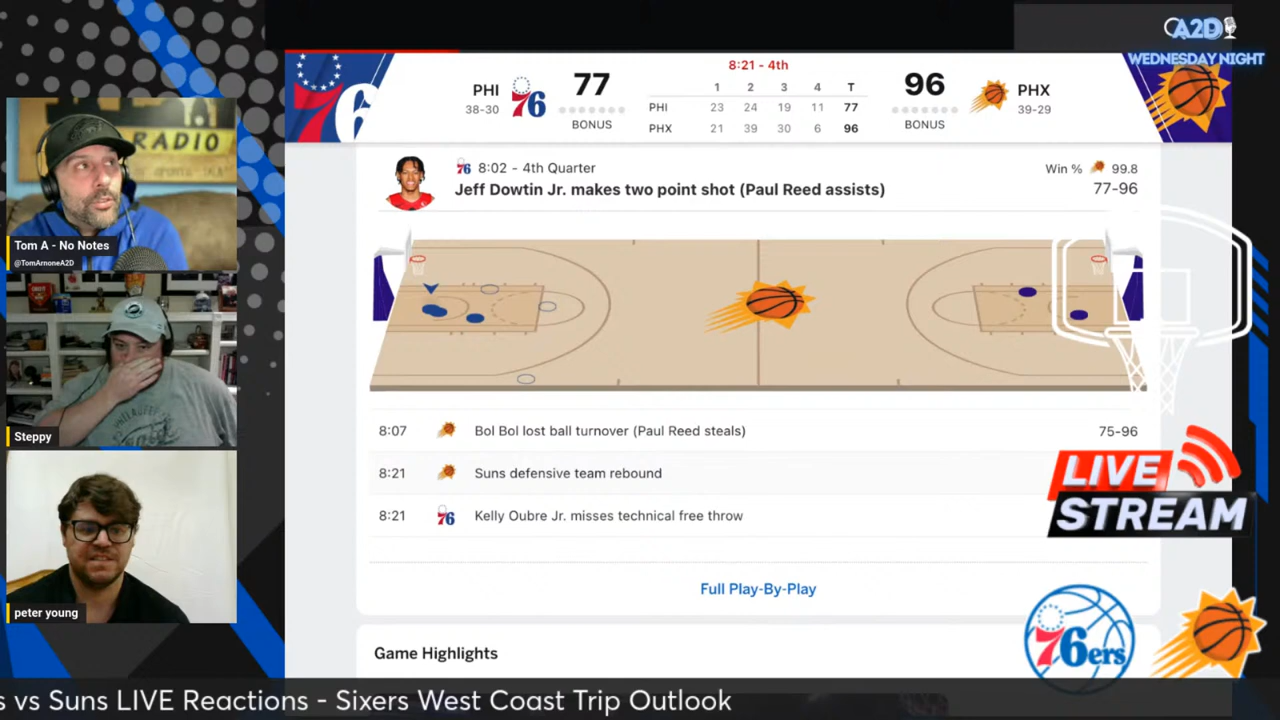 A2D
WEDNESDAY NIGHT
RADIO
Tom A - No Notes
@TomArnoneA2D
Steppy
peter young
76
PHI
38-30
76
77
BONUS
8:21 - 4th
1 2 3 4 T
PHI 23 24 19 11 77
PHX 21 39 30 6 96
96
BONUS
PHX
39-29
76 8:02 - 4th Quarter
Jeff Dowtin Jr. makes two point shot (Paul Reed assists)
Win % 99.8
77-96
8:07 Bol Bol lost ball turnover (Paul Reed steals) 75-96
8:21 Suns defensive team rebound
8:21 76 Kelly Oubre Jr. misses technical free throw
Full Play-By-Play
Game Highlights
LIVE
STREAM
76ers
s vs Suns LIVE Reactions - Sixers West Coast Trip Outlook